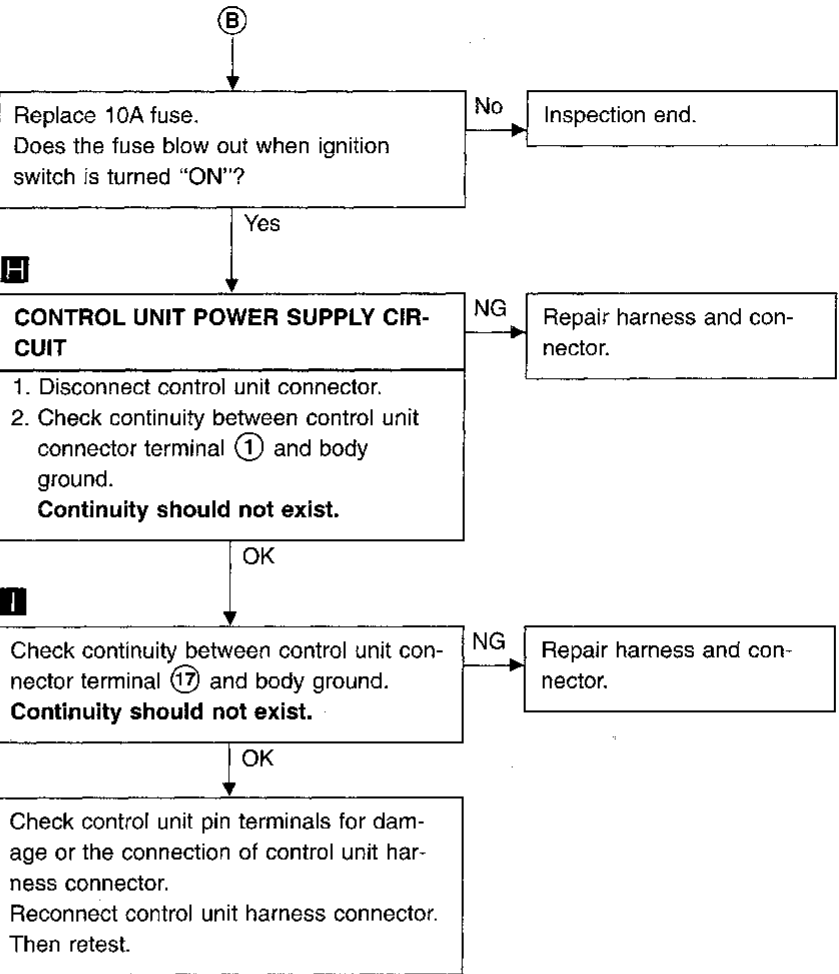 B
Replace 10A fuse.
Does the fuse blow out when ignition
switch is turned “ON”?
No
Inspection end.
Yes
H
CONTROL UNIT POWER SUPPLY CIR-
CUIT
NG
Repair harness and con-
nector.
1. Disconnect control unit connector.
2. Check continuity between control unit
connector terminal ① and body
ground.
Continuity should not exist.
OK
I
Check continuity between control unit con-
nector terminal ⑰ and body ground.
Continuity should not exist.
NG
Repair harness and con-
nector.
OK
Check control unit pin terminals for dam-
age or the connection of control unit har-
ness connector.
Reconnect control unit harness connector.
Then retest.